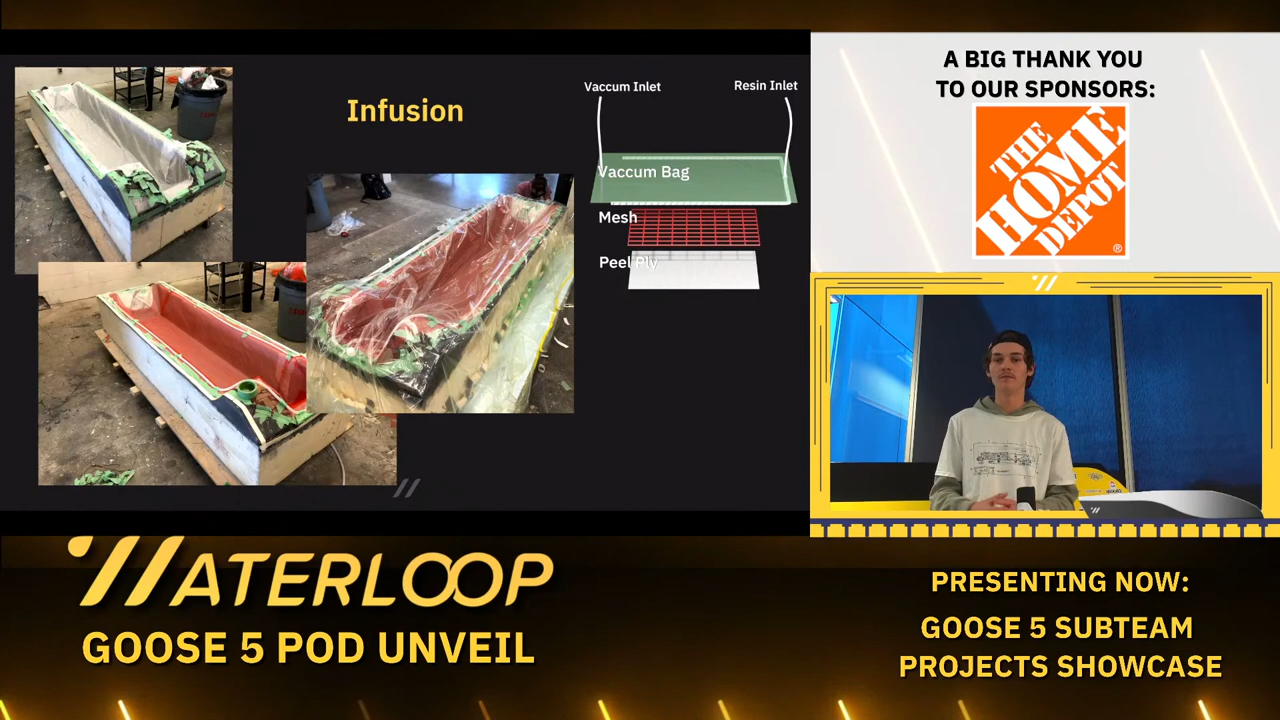 Infusion
Vaccum Inlet
Resin Inlet
Vaccum Bag
Mesh
Peel Ply
A BIG THANK YOU
TO OUR SPONSORS:
THE
HOME
DEPOT
®
WATERLOOP
GOOSE 5 POD UNVEIL
PRESENTING NOW:
GOOSE 5 SUBTEAM
PROJECTS SHOWCASE